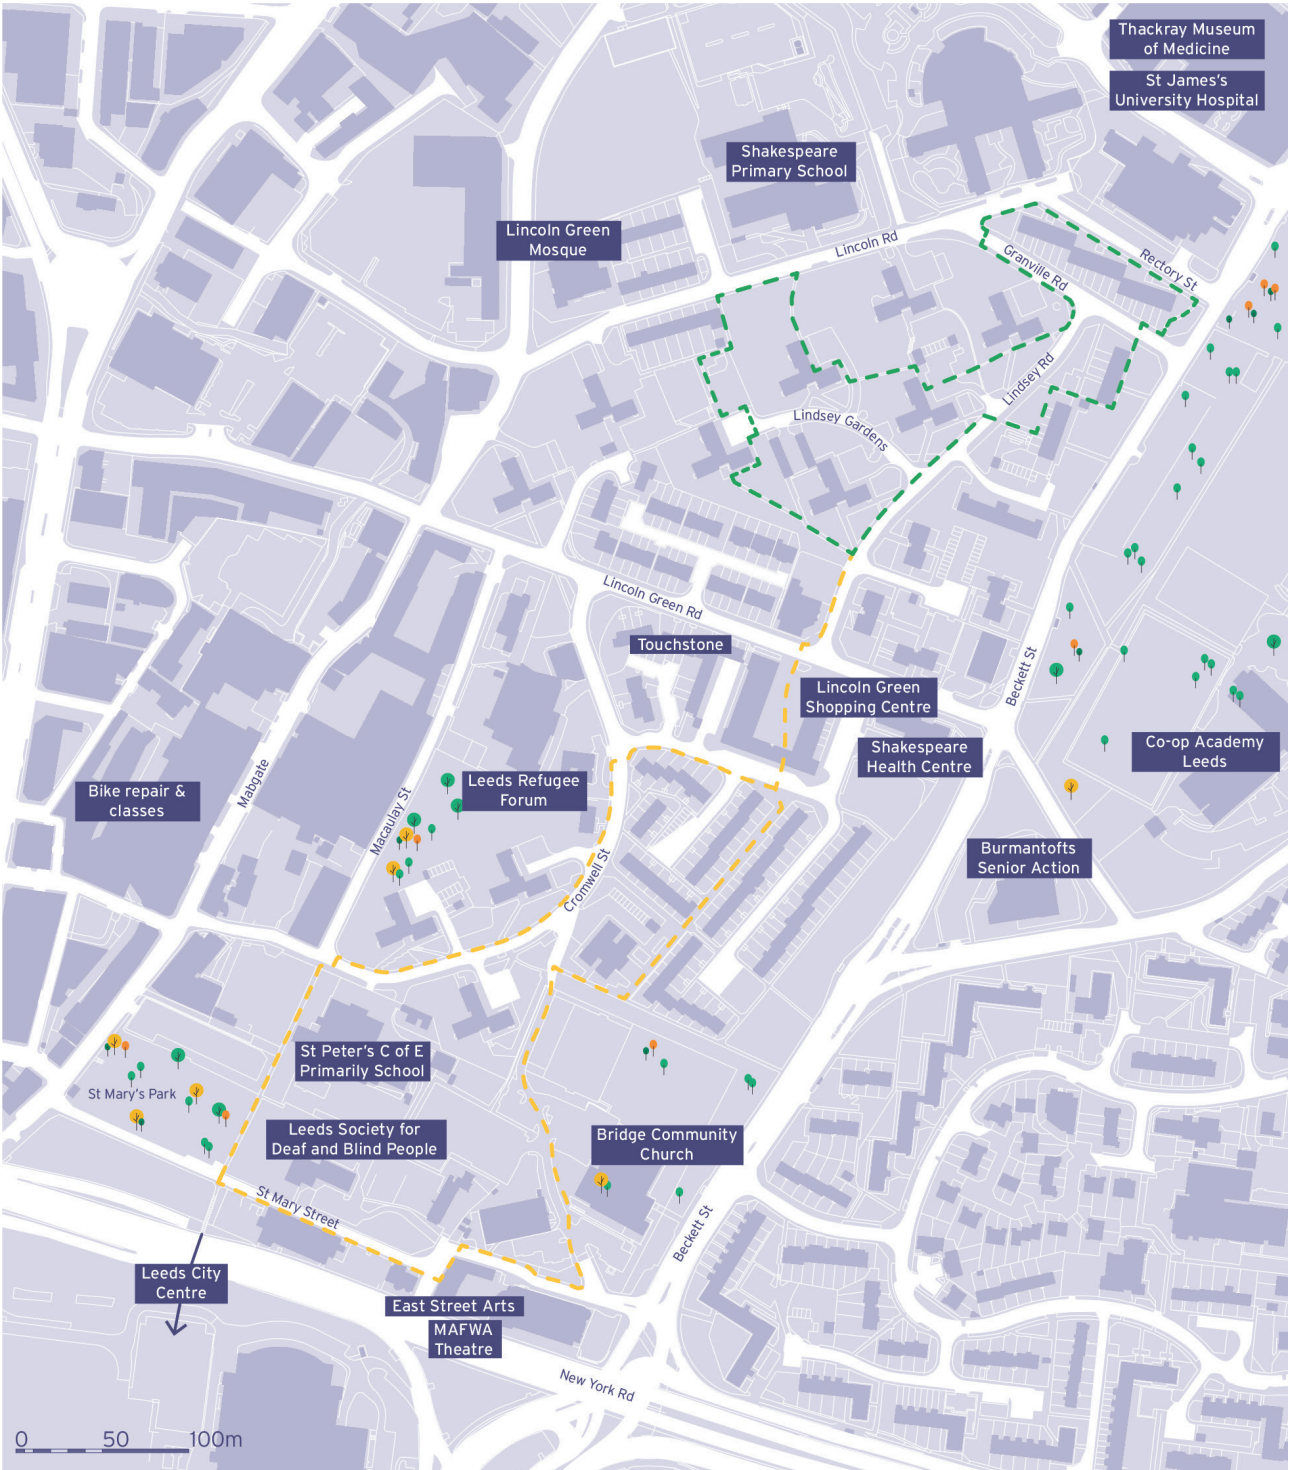 Thackray Museum
of Medicine
St James's
University Hospital
Shakespeare
Primary School
Lincoln Green
Mosque
Lincoln Rd
Granville Rd
Rectory St
Lindsey Rd
Lindsey Gardens
Lincoln Green Rd
Touchstone
Beckett St
Lincoln Green
Shopping Centre
Shakespeare
Health Centre
Co-op Academy
Leeds
Mabgate
Bike repair &
classes
Leeds Refugee
Forum
Macaulay St
Cromwell St
Burmantofts
Senior Action
St Peter's C of E
Primarily School
St Mary's Park
Leeds Society for
Deaf and Blind People
Bridge Community
Church
St Mary Street
Beckett St
Leeds City
Centre
East Street Arts
MAFWA
Theatre
New York Rd
0 50 100m